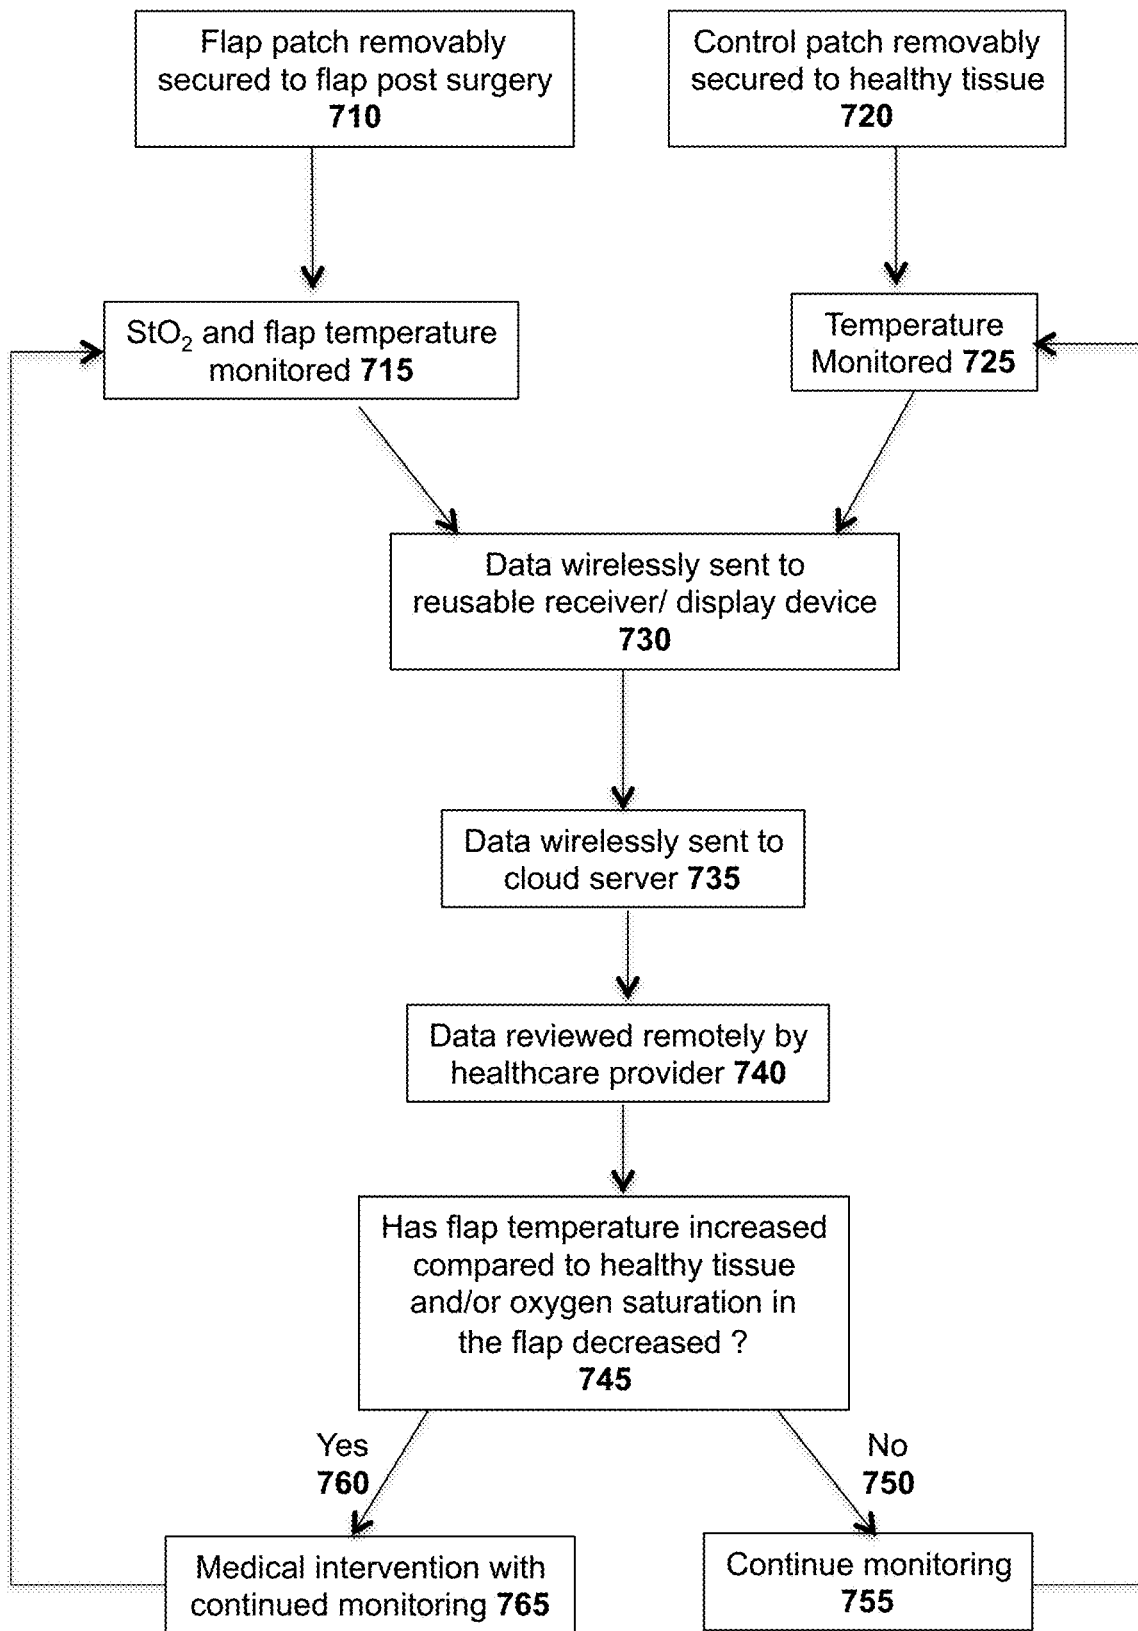 Flap patch removably
secured to flap post surgery
710
Control patch removably
secured to healthy tissue
720
StO₂ and flap temperature
monitored 715
Temperature
Monitored 725
Data wirelessly sent to
reusable receiver/ display device
730
Data wirelessly sent to
cloud server 735
Data reviewed remotely by
healthcare provider 740
Has flap temperature increased
compared to healthy tissue
and/or oxygen saturation in
the flap decreased ?
745
Yes
760
No
750
Medical intervention with
continued monitoring 765
Continue monitoring
755